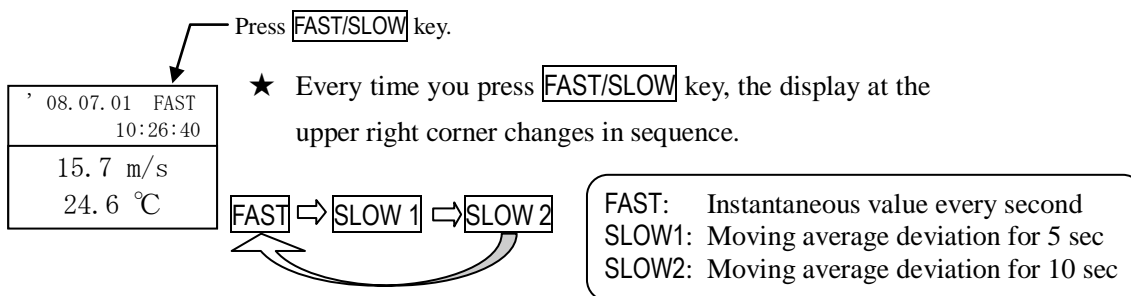 Press FAST/SLOW key.
★ Every time you press FAST/SLOW key, the display at the
upper right corner changes in sequence.
’ 08.07.01 FAST
10:26:40
15.7 m/s
24.6 ℃
FAST ⇨ SLOW 1 ⇨ SLOW 2
FAST: Instantaneous value every second
SLOW1: Moving average deviation for 5 sec
SLOW2: Moving average deviation for 10 sec